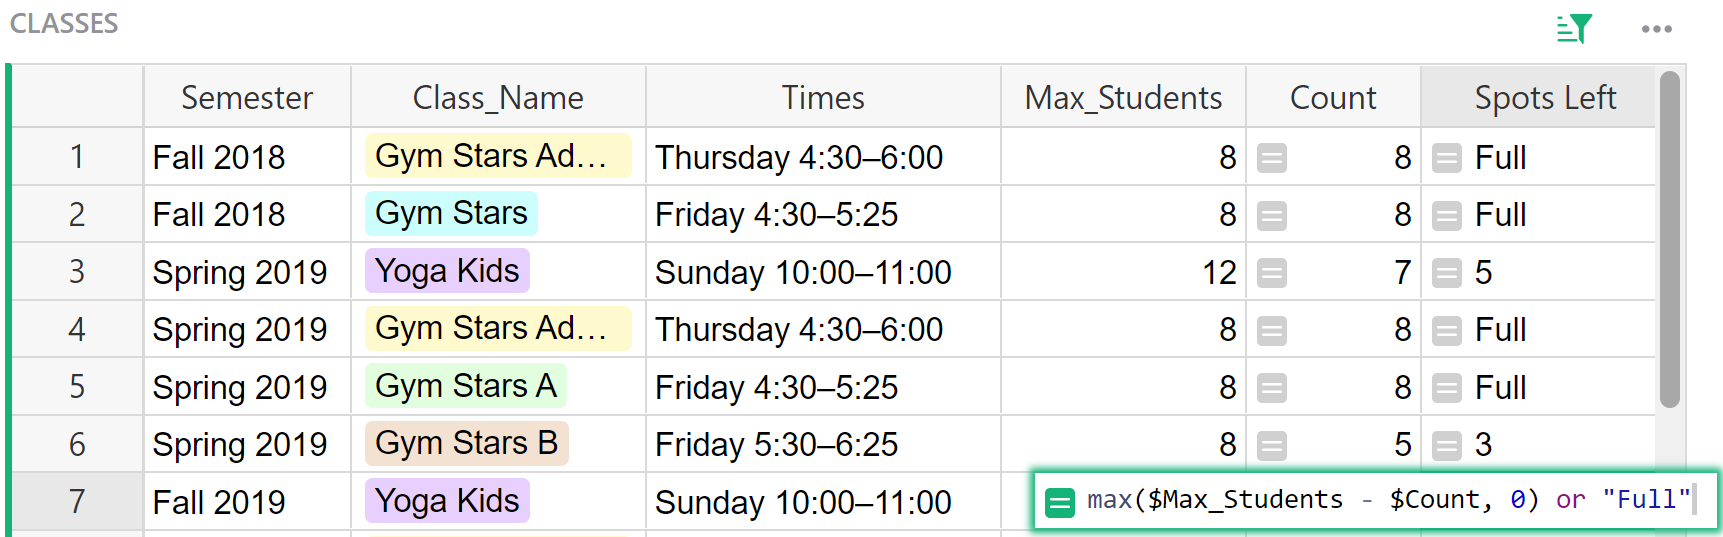 CLASSES
Semester Class_Name Times Max_Students Count Spots Left
1 Fall 2018 Gym Stars Ad… Thursday 4:30–6:00 8 = 8 = Full
2 Fall 2018 Gym Stars Friday 4:30–5:25 8 = 8 = Full
3 Spring 2019 Yoga Kids Sunday 10:00–11:00 12 = 7 = 5
4 Spring 2019 Gym Stars Ad… Thursday 4:30–6:00 8 = 8 = Full
5 Spring 2019 Gym Stars A Friday 4:30–5:25 8 = 8 = Full
6 Spring 2019 Gym Stars B Friday 5:30–6:25 8 = 5 = 3
7 Fall 2019 Yoga Kids Sunday 10:00–11:00 = max($Max_Students - $Count, 0) or "Full"